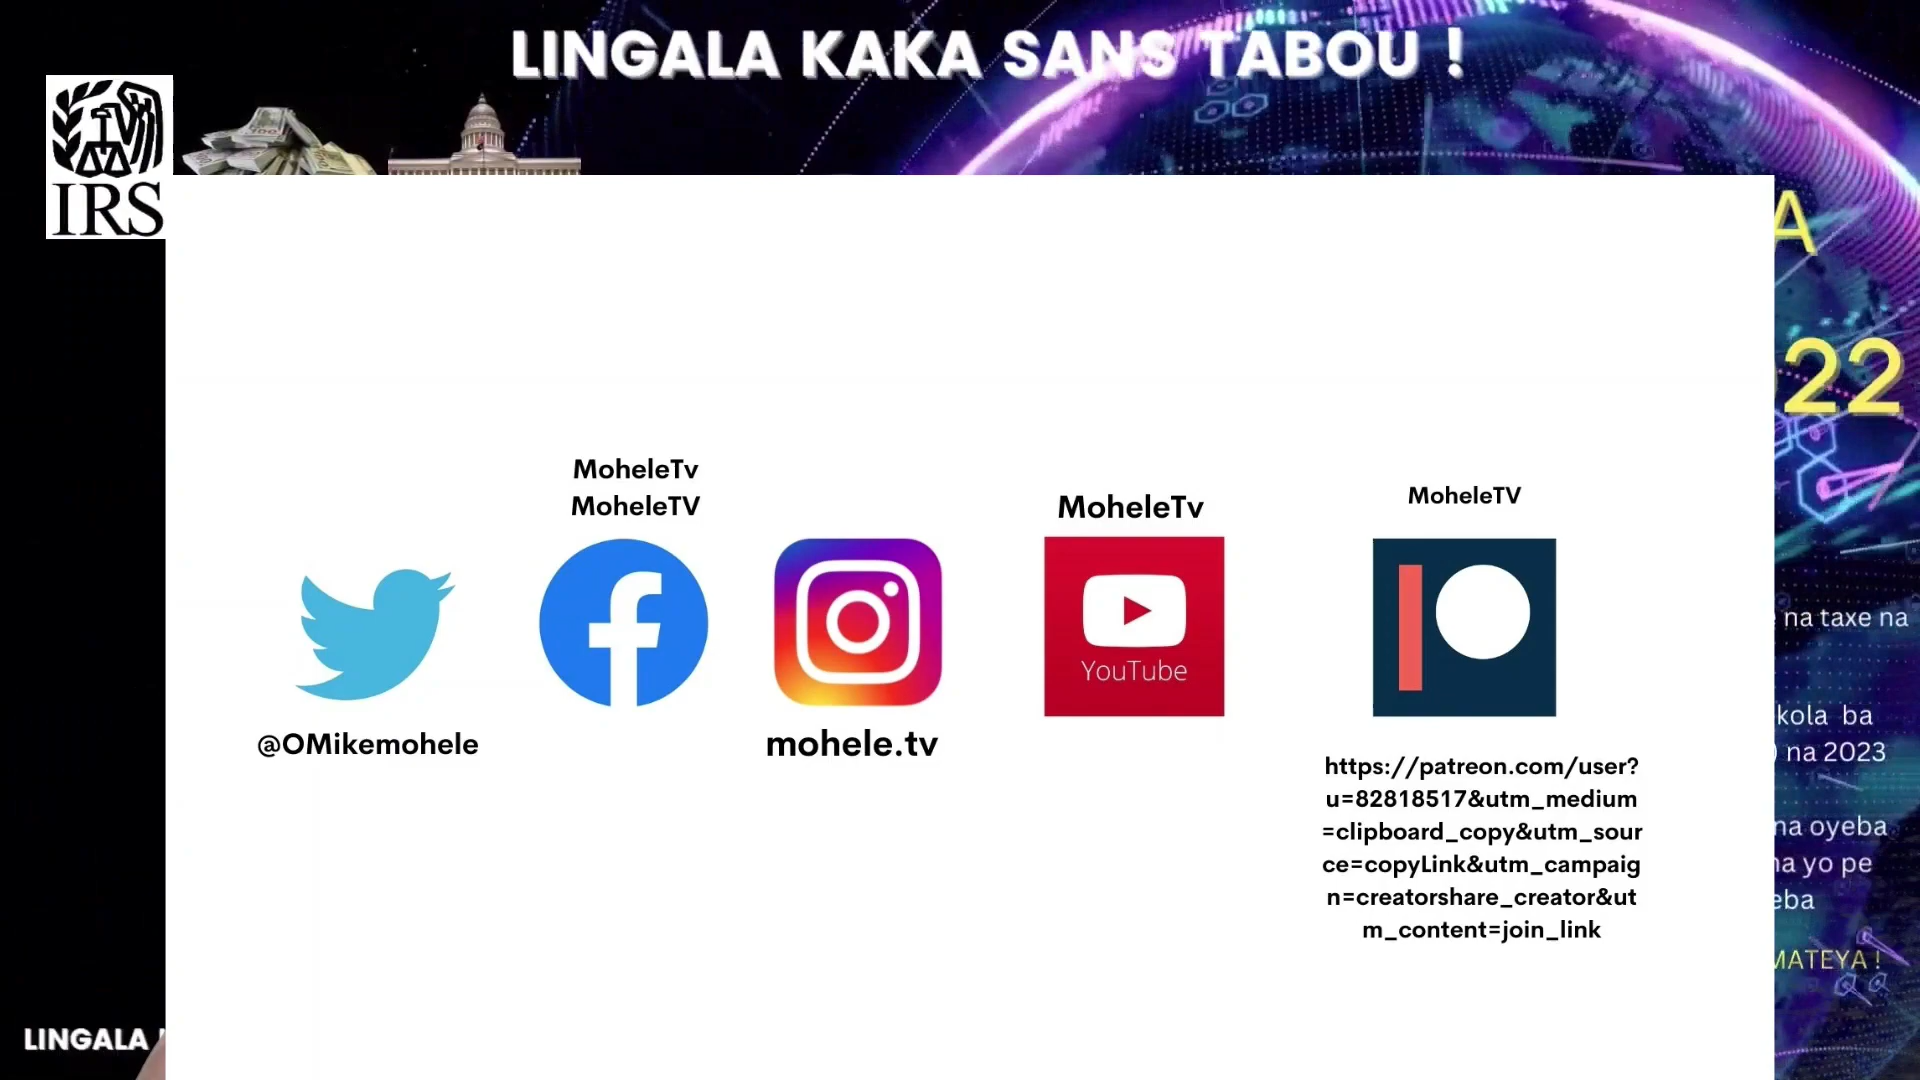 LINGALA KAKA SANS TABOU !
IRS
A
22
MoheleTv
MoheleTV
MoheleTv
MoheleTV
YouTube
@OMikemohele
mohele.tv
https://patreon.com/user?
u=82818517&utm_medium
=clipboard_copy&utm_sour
ce=copyLink&utm_campaig
n=creatorshare_creator&ut
m_content=join_link
na taxe na
kola ba
na 2023
na oyeba
yo pe
eba
MATEYA !
LINGALA